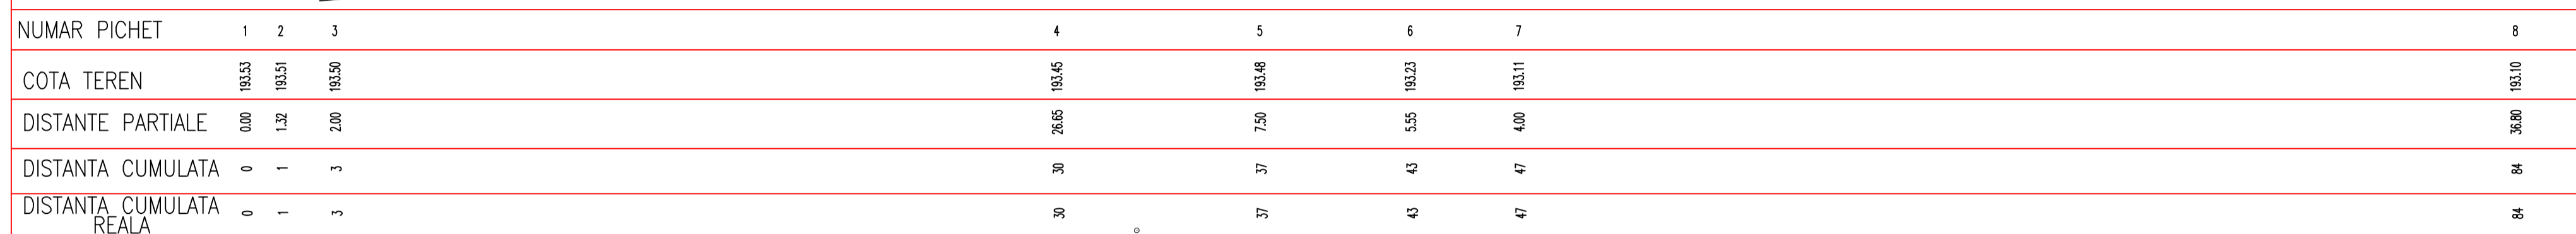 NUMAR PICHET 1 2 3 4 5 6 7 8
COTA TEREN 193.53 193.51 193.50 193.45 193.48 193.23 193.11 193.10
DISTANTE PARTIALE 0.00 1.32 2.00 26.65 7.50 5.55 4.00 36.80
DISTANTA CUMULATA 0 1 3 30 37 43 47 84
DISTANTA CUMULATA
REALA 0 1 3 30 37 43 47 84